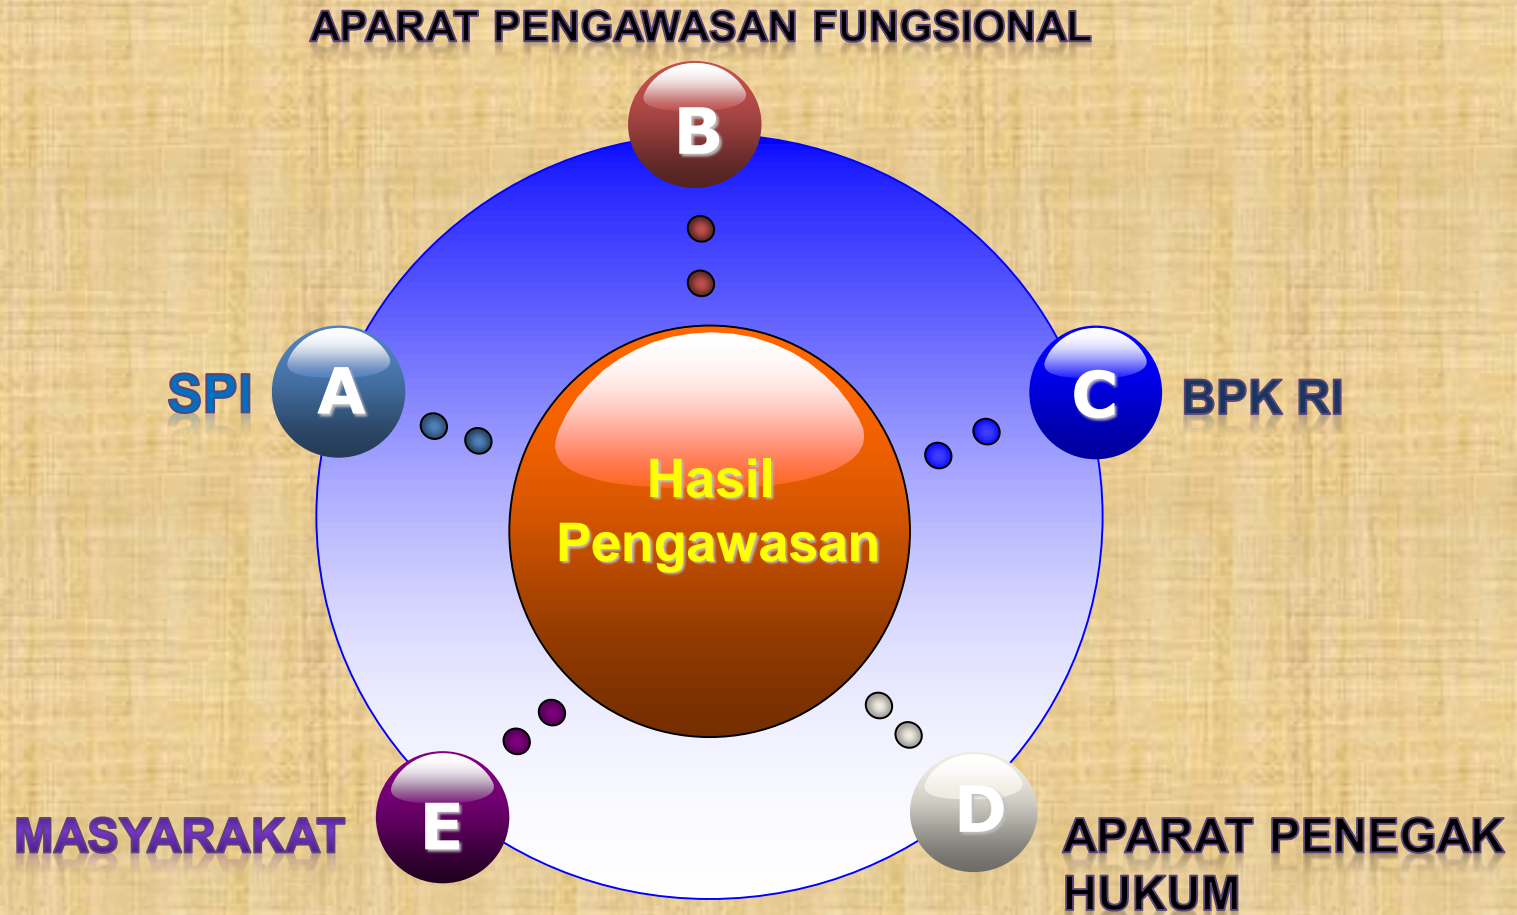 APARAT PENGAWASAN FUNGSIONAL
B
SPI
A
C
BPK RI
Hasil
Pengawasan
MASYARAKAT
E
D
APARAT PENEGAK
HUKUM